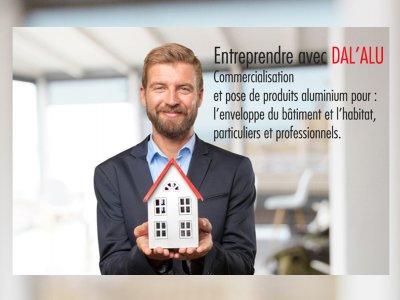 Entreprendre avec DAL'ALU
Commercialisation
et pose de produits aluminium pour :
l'enveloppe du bâtiment et l'habitat,
particuliers et professionnels.